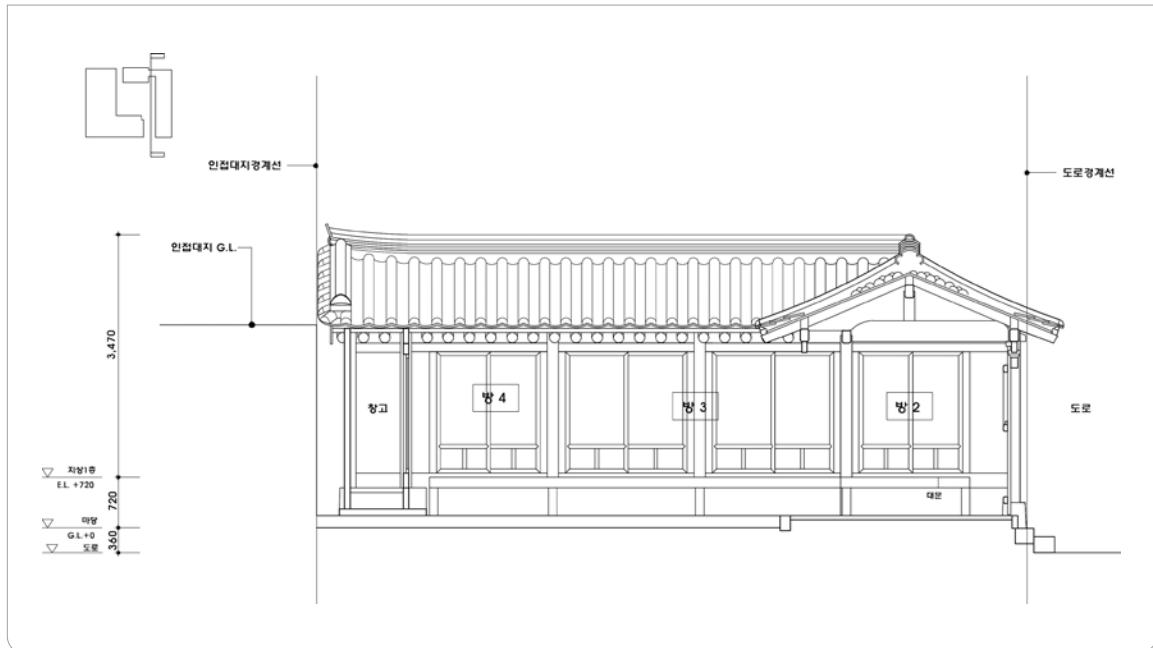 인접대지경계선
도로경계선
인접대지 G.L.
3,470
창고
방 4
방 3
방 2
도로
지상1층
E.L. +720
720
대문
마당
G.L.+0
360
도로